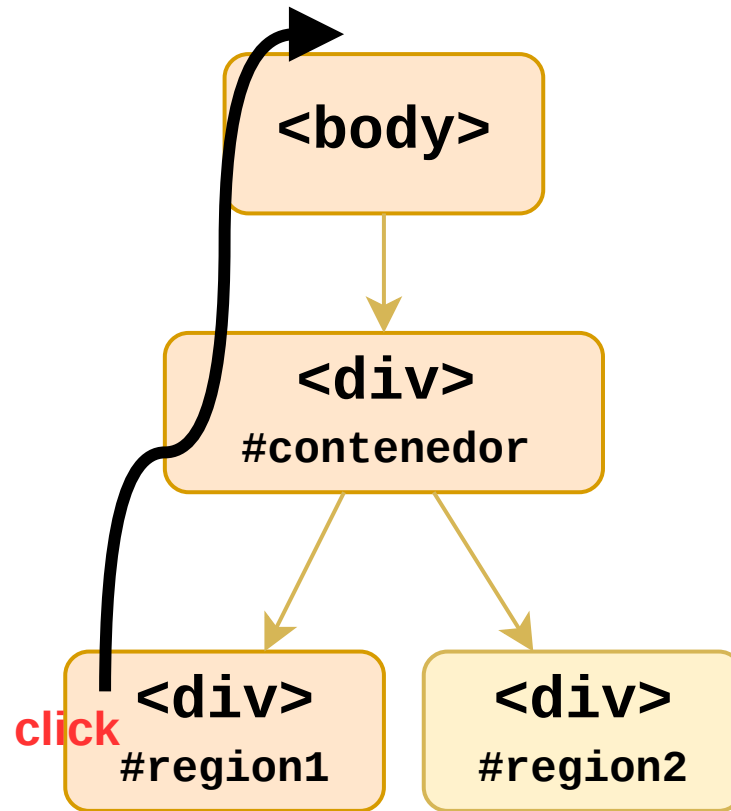 <body>
<div>
#contenedor
<div>
#region1
click
<div>
#region2